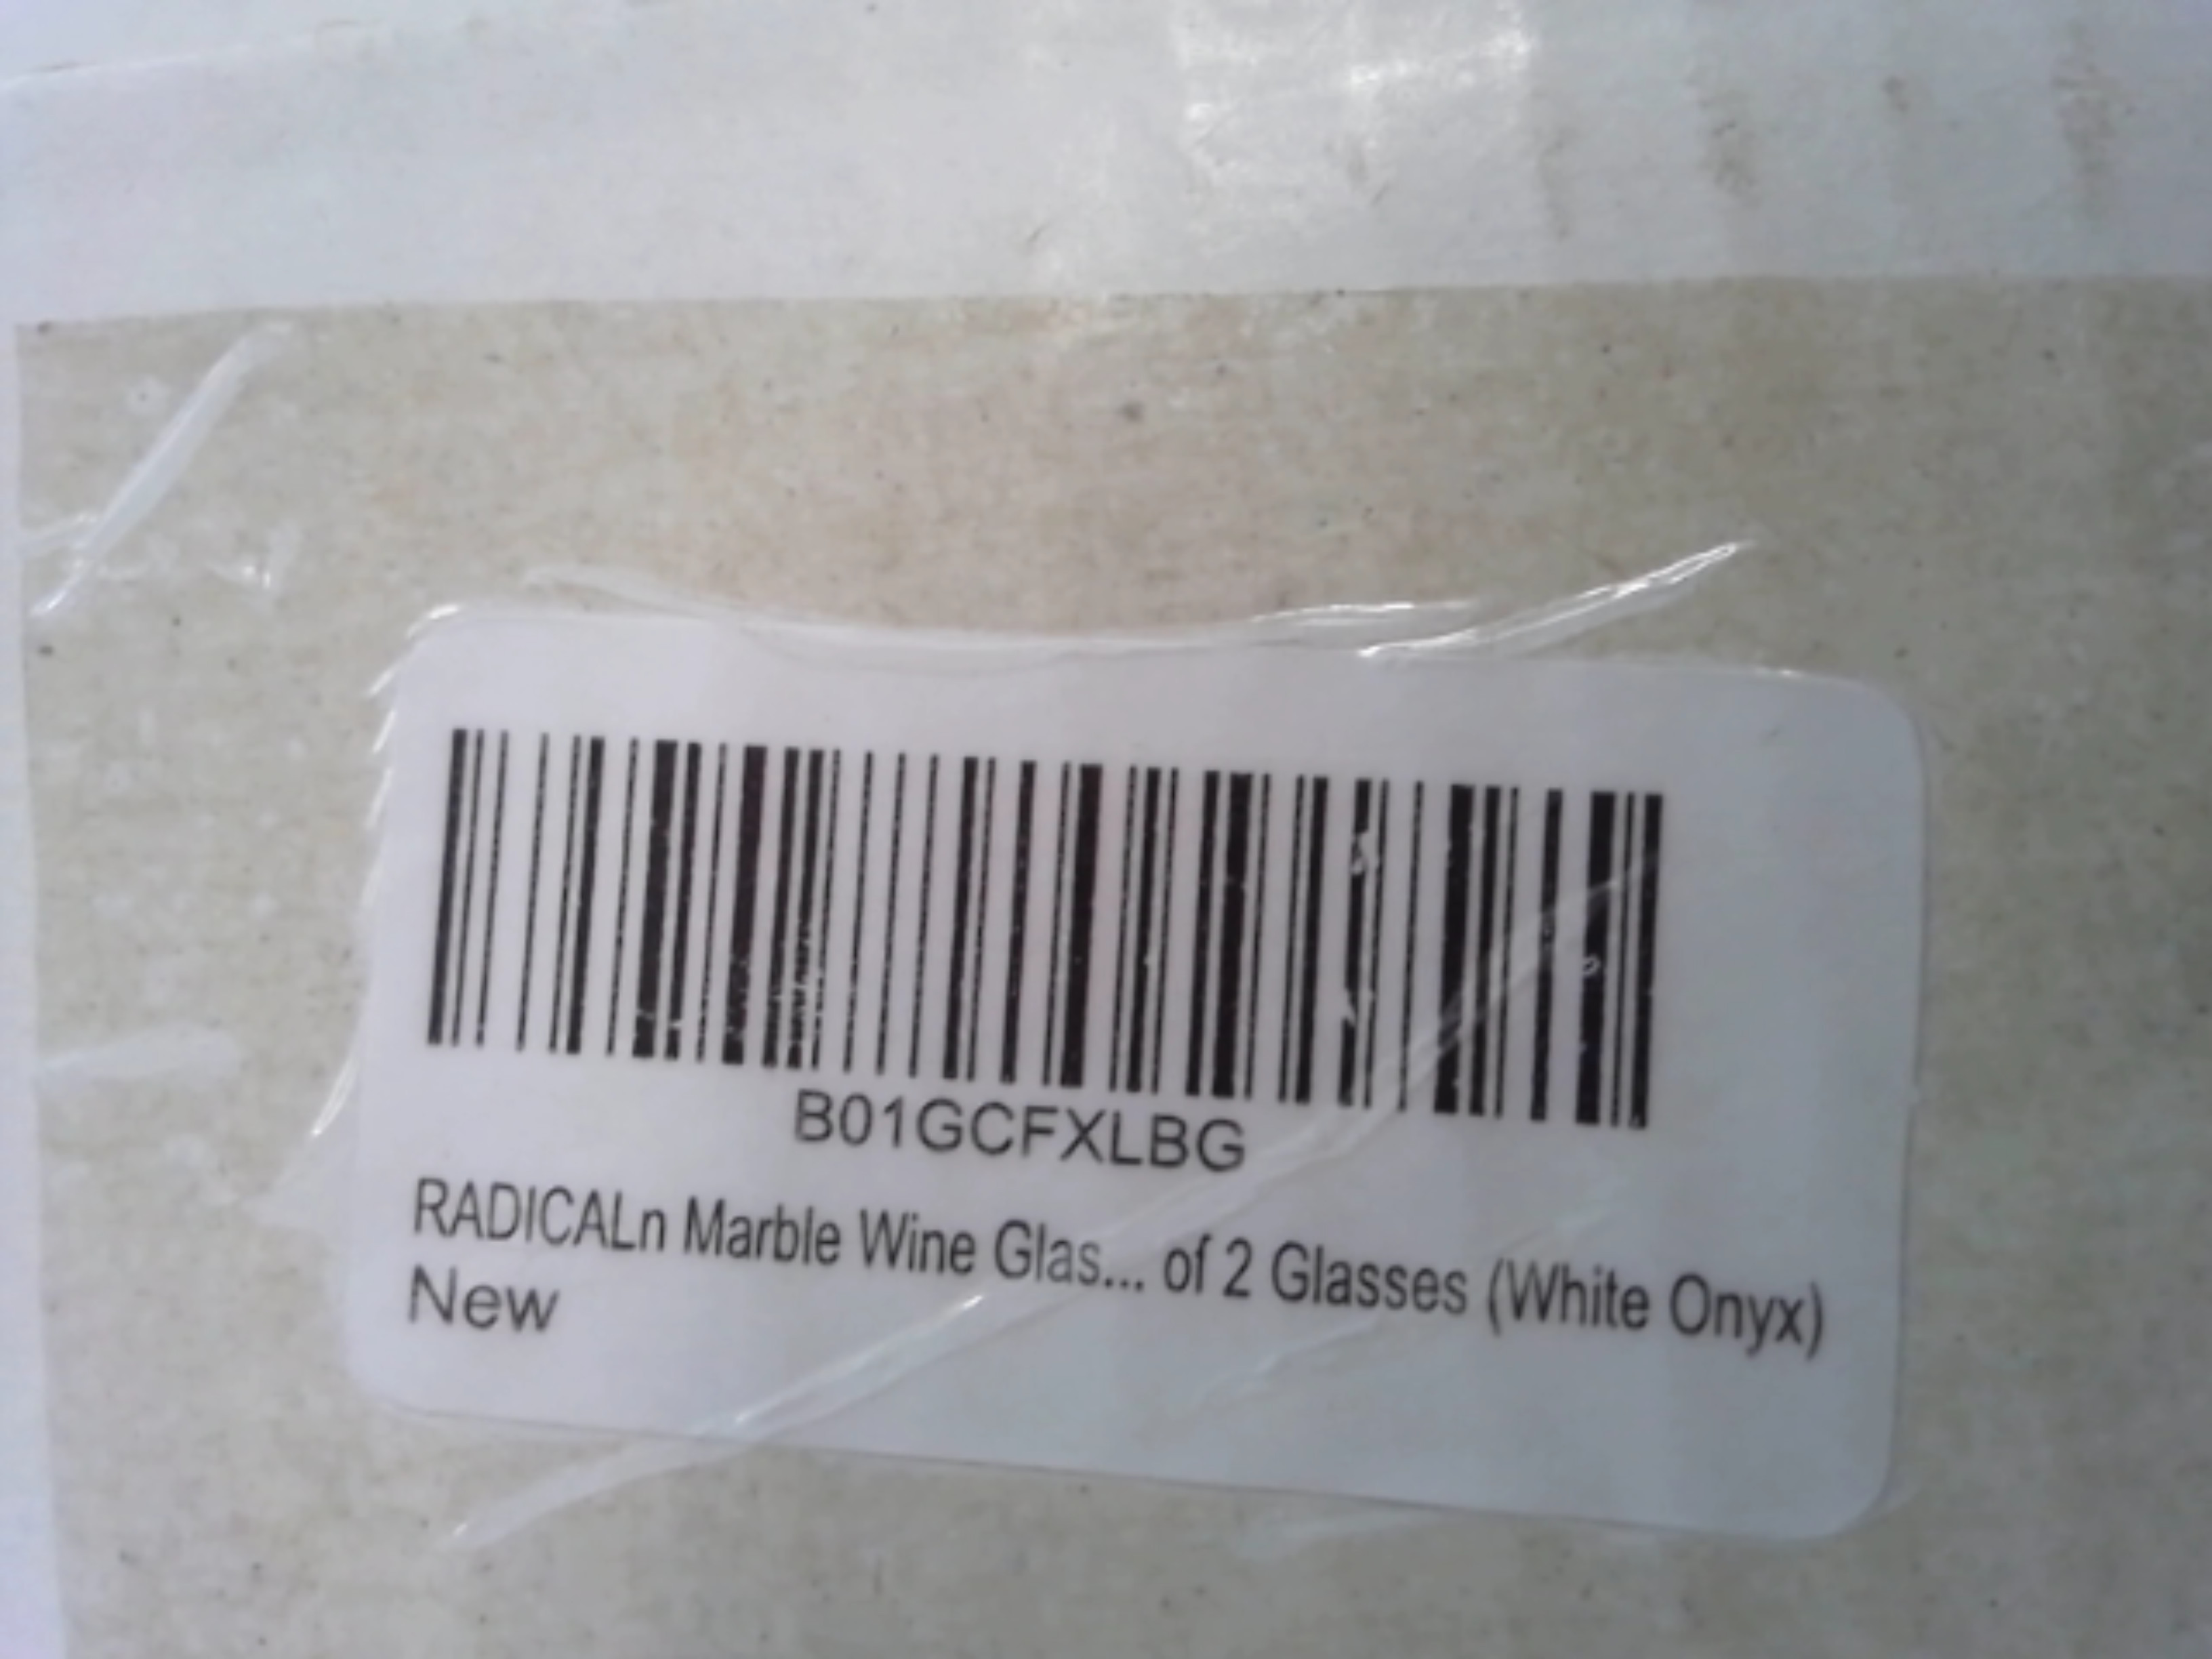 B01GCFXLBG
RADICALn Marble Wine Glas... of 2 Glasses (White Onyx)
New